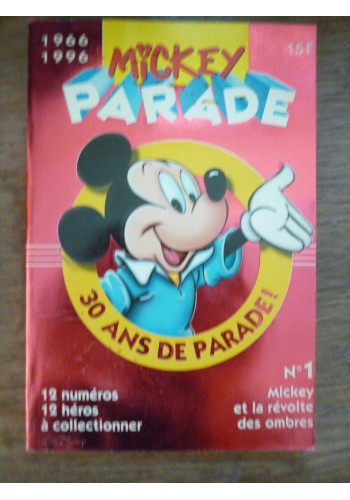 1966
1996
MICKEY
PARADE
15F
30 ANS DE PARADE!
12 numéros
12 héros
à collectionner
N°1
Mickey
et la révolte
des ombres